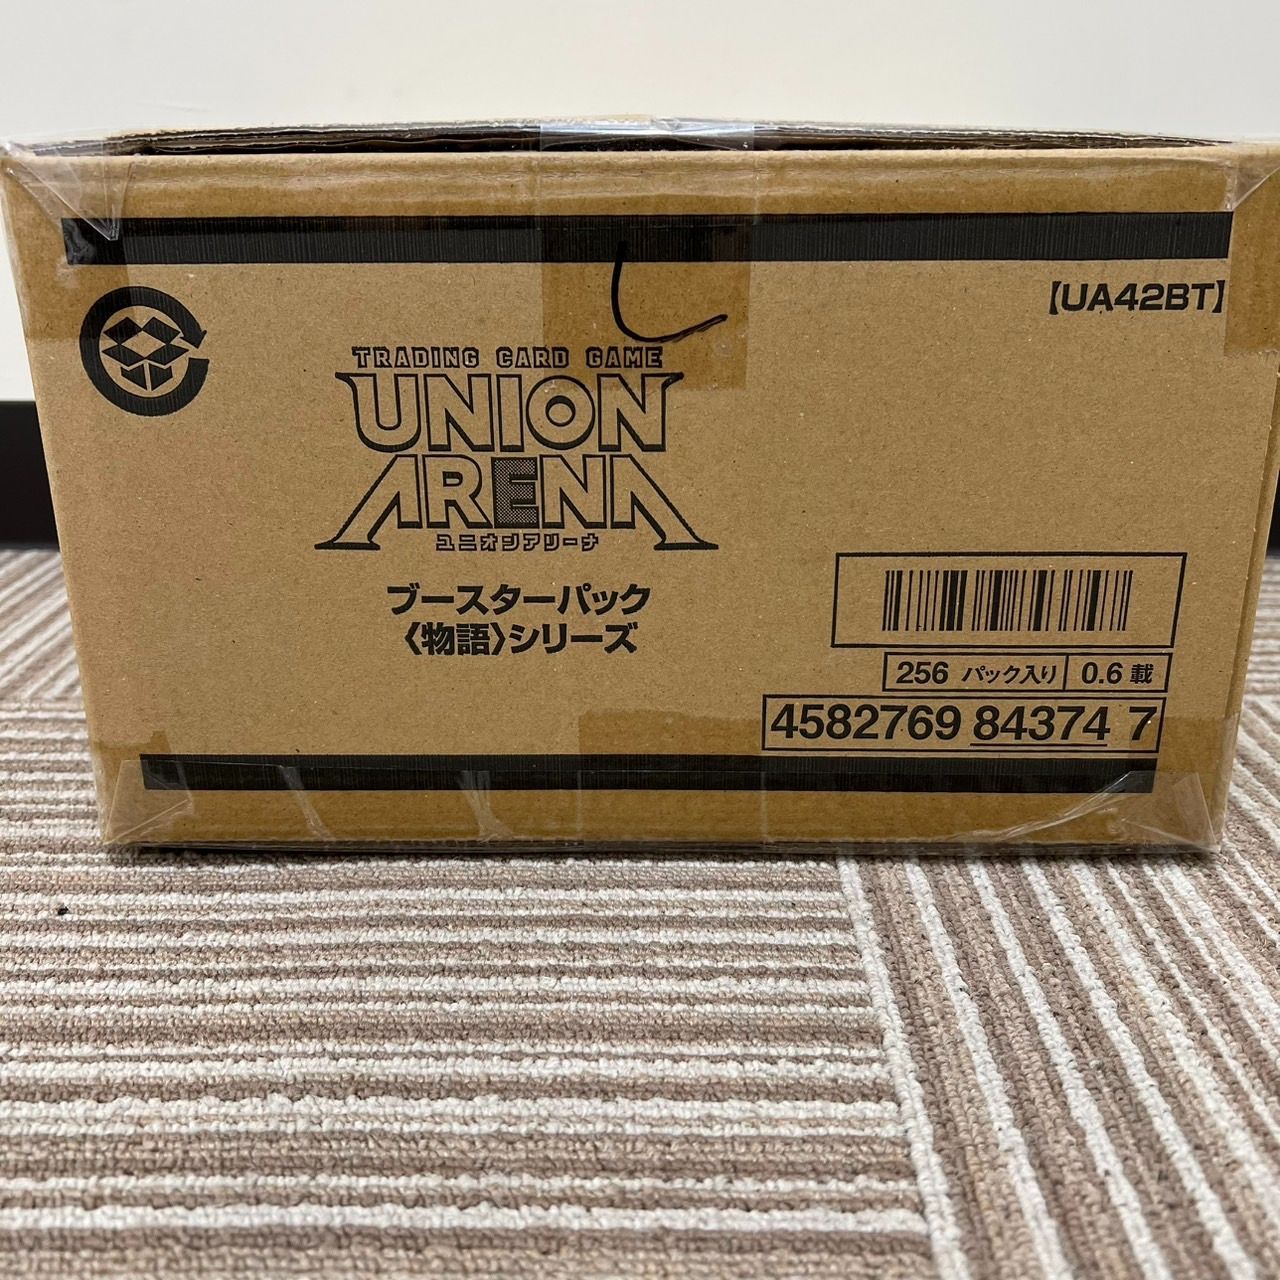 【UA42BT】
TRADING CARD GAME
UNION
ARENA
ユニオンアリーナ
ブースターパック
〈物語〉シリーズ
256 パック入り 0.6 載
4582769 84374 7